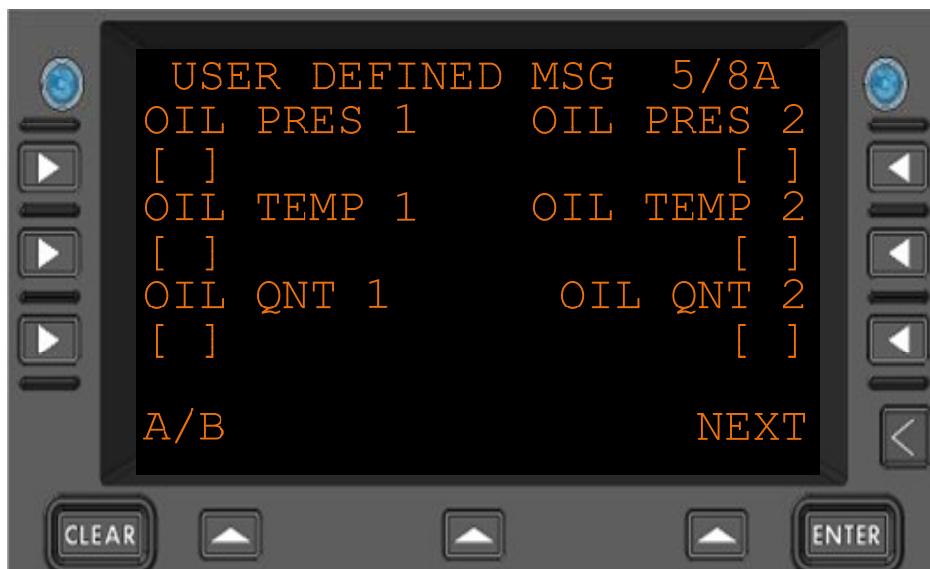 USER DEFINED MSG 5/8A
OIL PRES 1 OIL PRES 2
[ ] [ ]
OIL TEMP 1 OIL TEMP 2
[ ] [ ]
OIL QNT 1 OIL QNT 2
[ ] [ ]
A/B NEXT
CLEAR ENTER